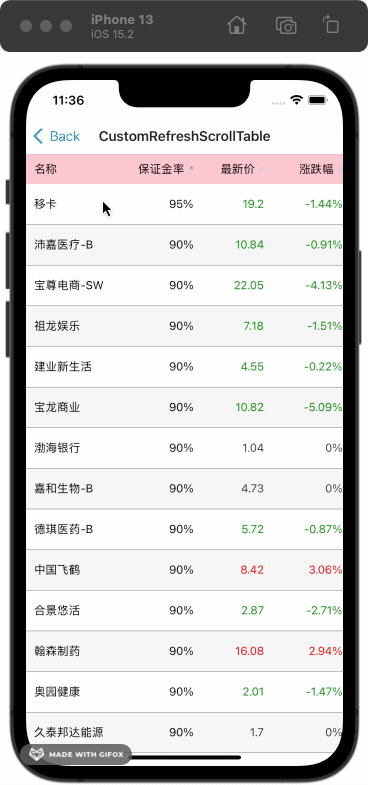 iPhone 13
iOS 15.2
11:36
Back CustomRefreshScrollTable
名称 保证金率 最新价 涨跌幅
移卡 95% 19.2 -1.44%
沛嘉医疗-B 90% 10.84 -0.91%
宝尊电商-SW 90% 22.05 -4.13%
祖龙娱乐 90% 7.18 -1.51%
建业新生活 90% 4.55 -0.22%
宝龙商业 90% 10.82 -5.09%
渤海银行 90% 1.04 0%
嘉和生物-B 90% 4.73 0%
德琪医药-B 90% 5.72 -0.87%
中国飞鹤 90% 8.42 3.06%
合景悠活 90% 2.87 -2.71%
翰森制药 90% 16.08 2.94%
奥园健康 90% 2.01 -1.47%
久泰邦达能源 90% 1.7 0%
MADE WITH GIFOX